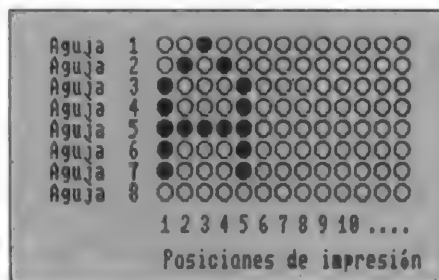 Aguja 1
Aguja 2
Aguja 3
Aguja 4
Aguja 5
Aguja 6
Aguja 7
Aguja 8
1 2 3 4 5 6 7 8 9 10 ....
Posiciones de impresión